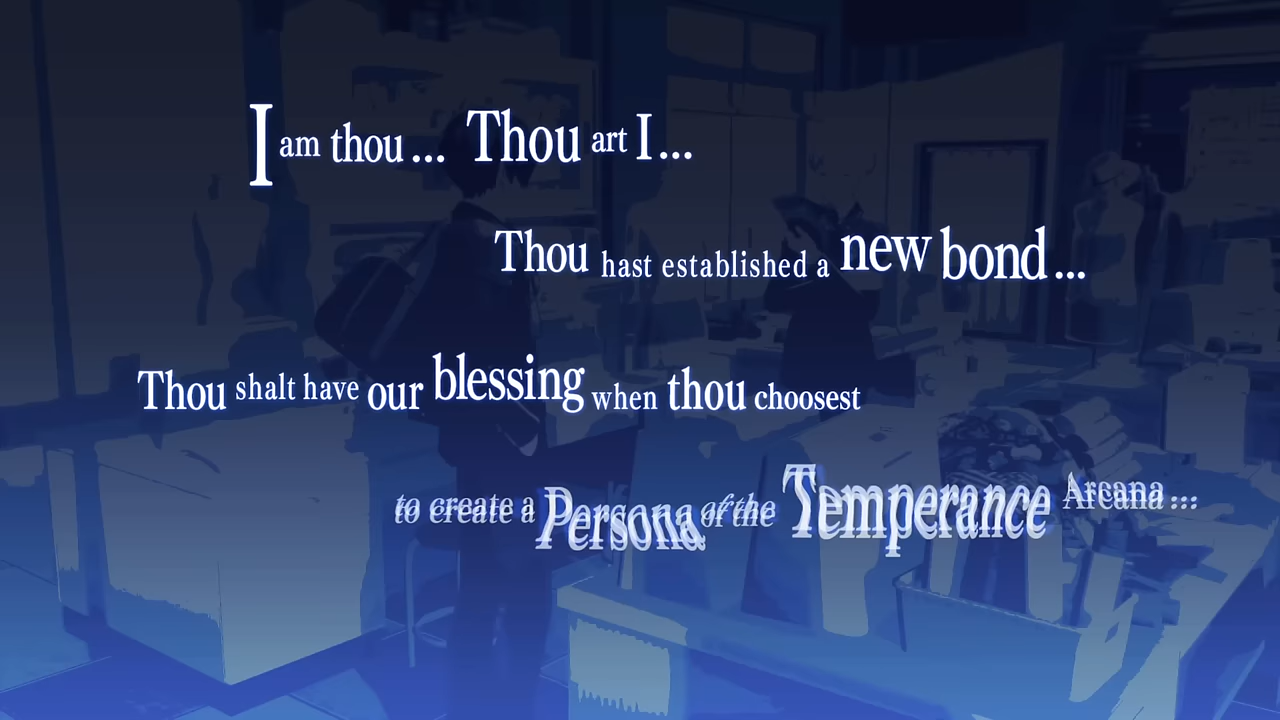 I am thou... Thou art I...
Thou hast established a new bond...
Thou shalt have our blessing when thou choosest
to create a Persona of the Temperance Arcana...